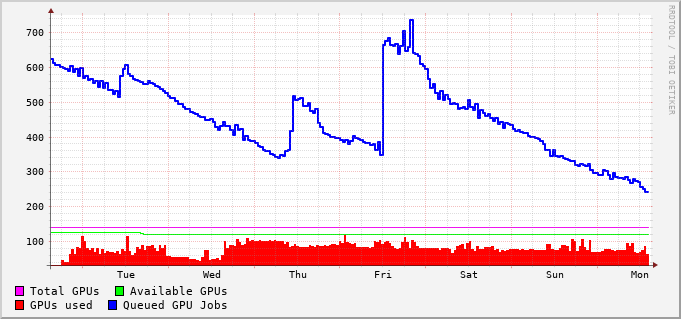 RRDTOOL / TOBI OETIKER
700
600
500
400
300
200
100
Tue Wed Thu Fri Sat Sun Mon
Total GPUs Available GPUs
GPUs used Queued GPU Jobs